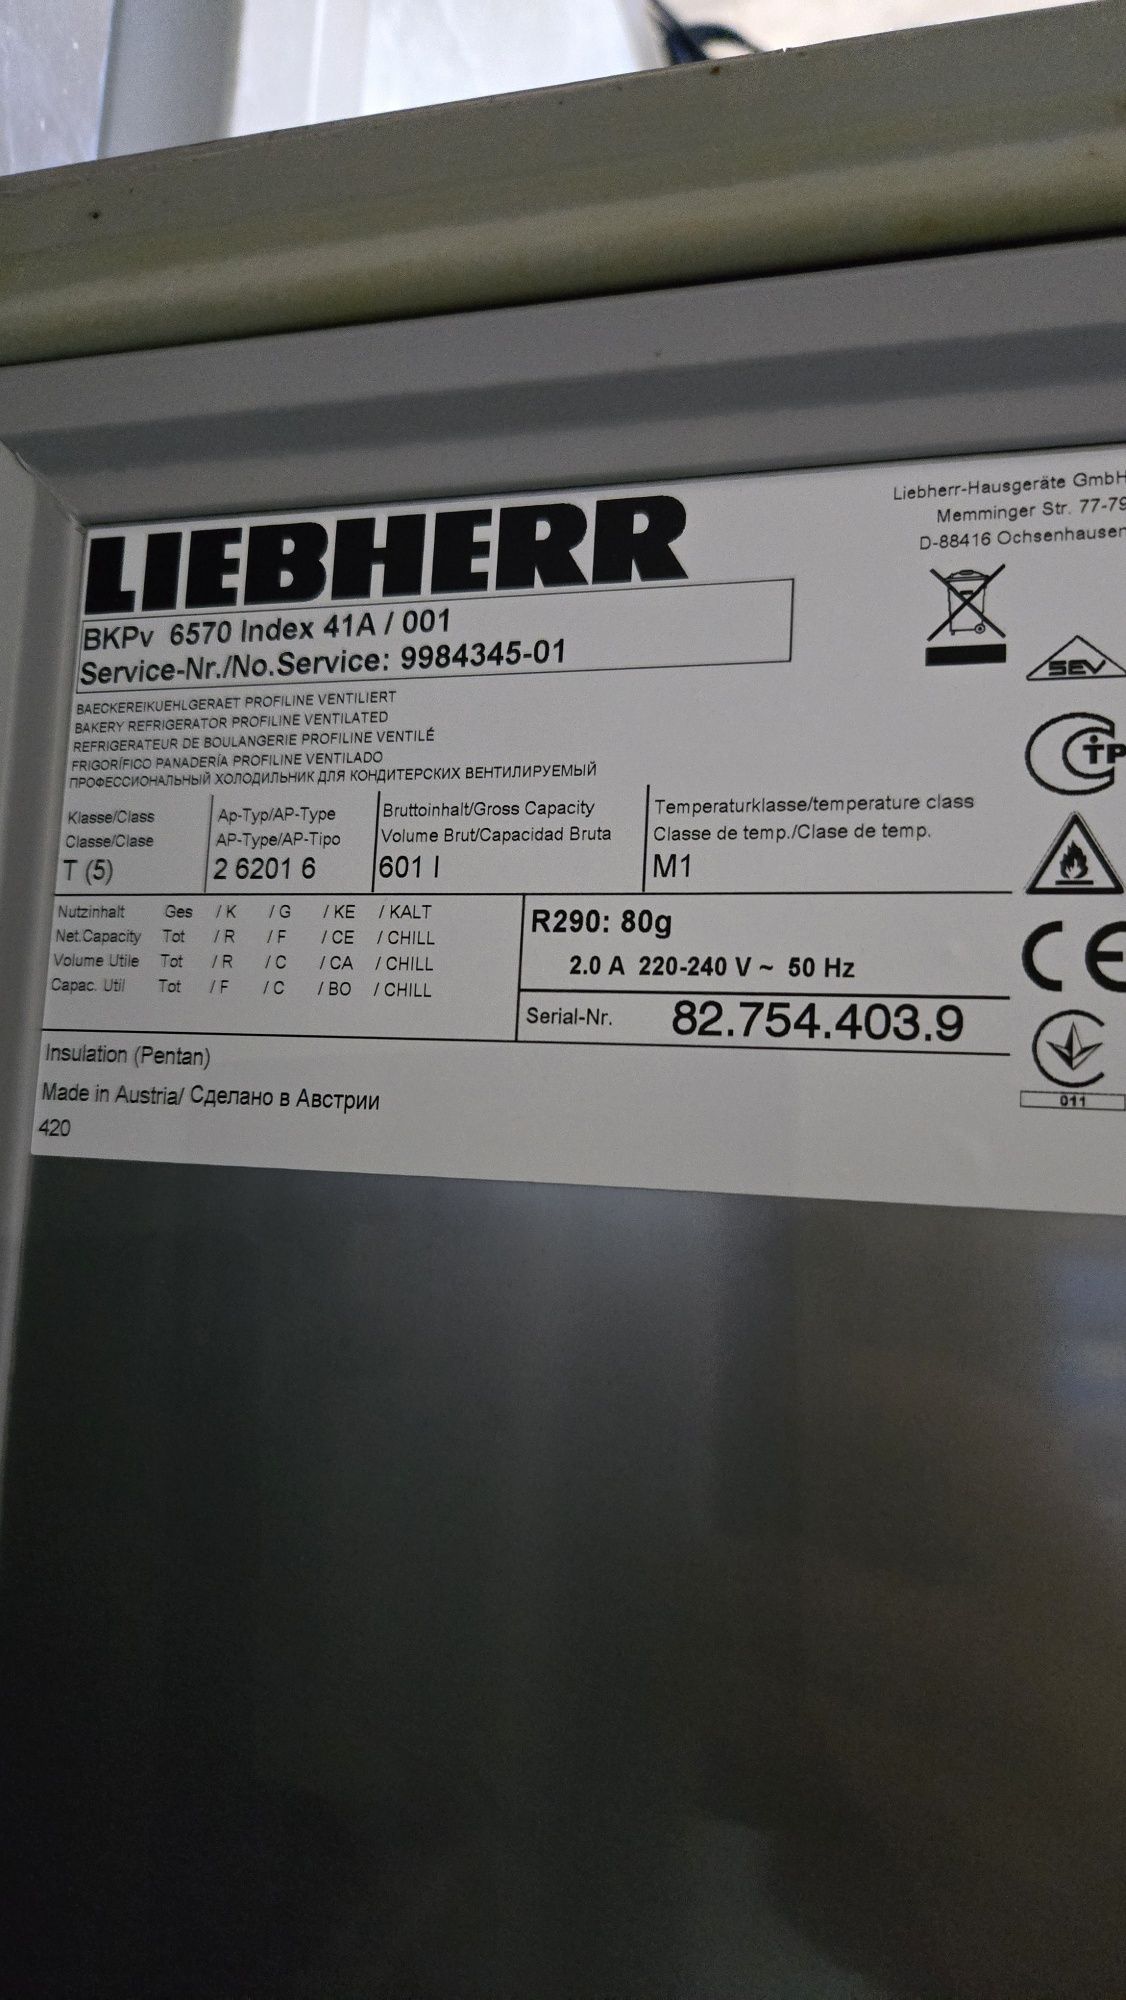 Liebherr-Hausgeräte GmbH
Memminger Str. 77-79
D-88416 Ochsenhausen
LIEBHERR
BKPv 6570 Index 41A / 001
Service-Nr./No.Service: 9984345-01
SEV
BAECKEREIKUEHLGERAET PROFILINE VENTILIERT
BAKERY REFRIGERATOR PROFILINE VENTILATED
REFRIGERATEUR DE BOULANGERIE PROFILINE VENTILÉ
FRIGORÍFICO PANADERÍA PROFILINE VENTILADO
ПРОФЕССИОНАЛЬНЫЙ ХОЛОДИЛЬНИК ДЛЯ КОНДИТЕРСКИХ ВЕНТИЛИРУЕМЫЙ
Klasse/Class
Classe/Clase
T (5)
Ap-Typ/AP-Type
AP-Type/AP-Tipo
2 6201 6
Bruttoinhalt/Gross Capacity
Volume Brut/Capacidad Bruta
601 l
Temperaturklasse/temperature class
Classe de temp./Clase de temp.
M1
Nutzinhalt Ges / K / G / KE / KALT
Net.Capacity Tot / R / F / CE / CHILL
Volume Utile Tot / R / C / CA / CHILL
Capac. Util Tot / F / C / BO / CHILL
R290: 80g
2.0 A 220-240 V ~ 50 Hz
Serial-Nr. 82.754.403.9
CE
011
Insulation (Pentan)
Made in Austria/ Сделано в Австрии
420